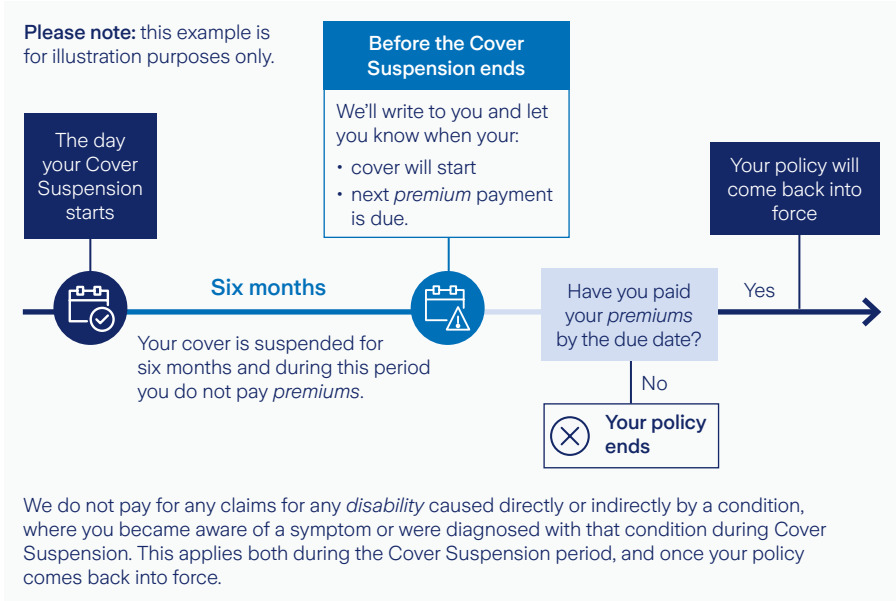 Please note: this example is
for illustration purposes only.
The day
your Cover
Suspension
starts
Before the Cover
Suspension ends
We'll write to you and let
you know when your:
• cover will start
• next premium payment
is due.
Your policy will
come back into
force
Six months
Your cover is suspended for
six months and during this period
you do not pay premiums.
Have you paid
your premiums
by the due date?
Yes
No
Your policy
ends
We do not pay for any claims for any disability caused directly or indirectly by a condition,
where you became aware of a symptom or were diagnosed with that condition during Cover
Suspension. This applies both during the Cover Suspension period, and once your policy
comes back into force.